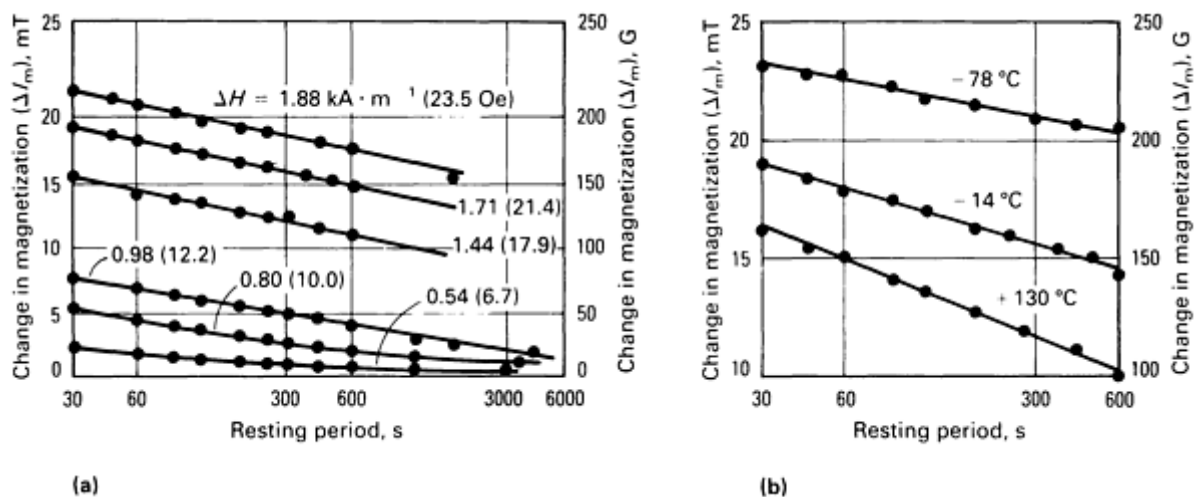 Change in magnetization (Δ/m), mT
25
20
15
10
5
0
ΔH = 1.88 kA · m 1 (23.5 Oe)
1.71 (21.4)
1.44 (17.9)
0.98 (12.2)
0.80 (10.0)
0.54 (6.7)
250
200
150
100
50
0
Change in magnetization (Δ/m), G
30 60 300 600 3000 6000
Resting period, s
(a)
Change in magnetization (Δ/m), mT
25
20
15
10
− 78 °C
− 14 °C
+ 130 °C
250
200
150
100
Change in magnetization (Δ/m), G
30 60 300 600
Resting period, s
(b)